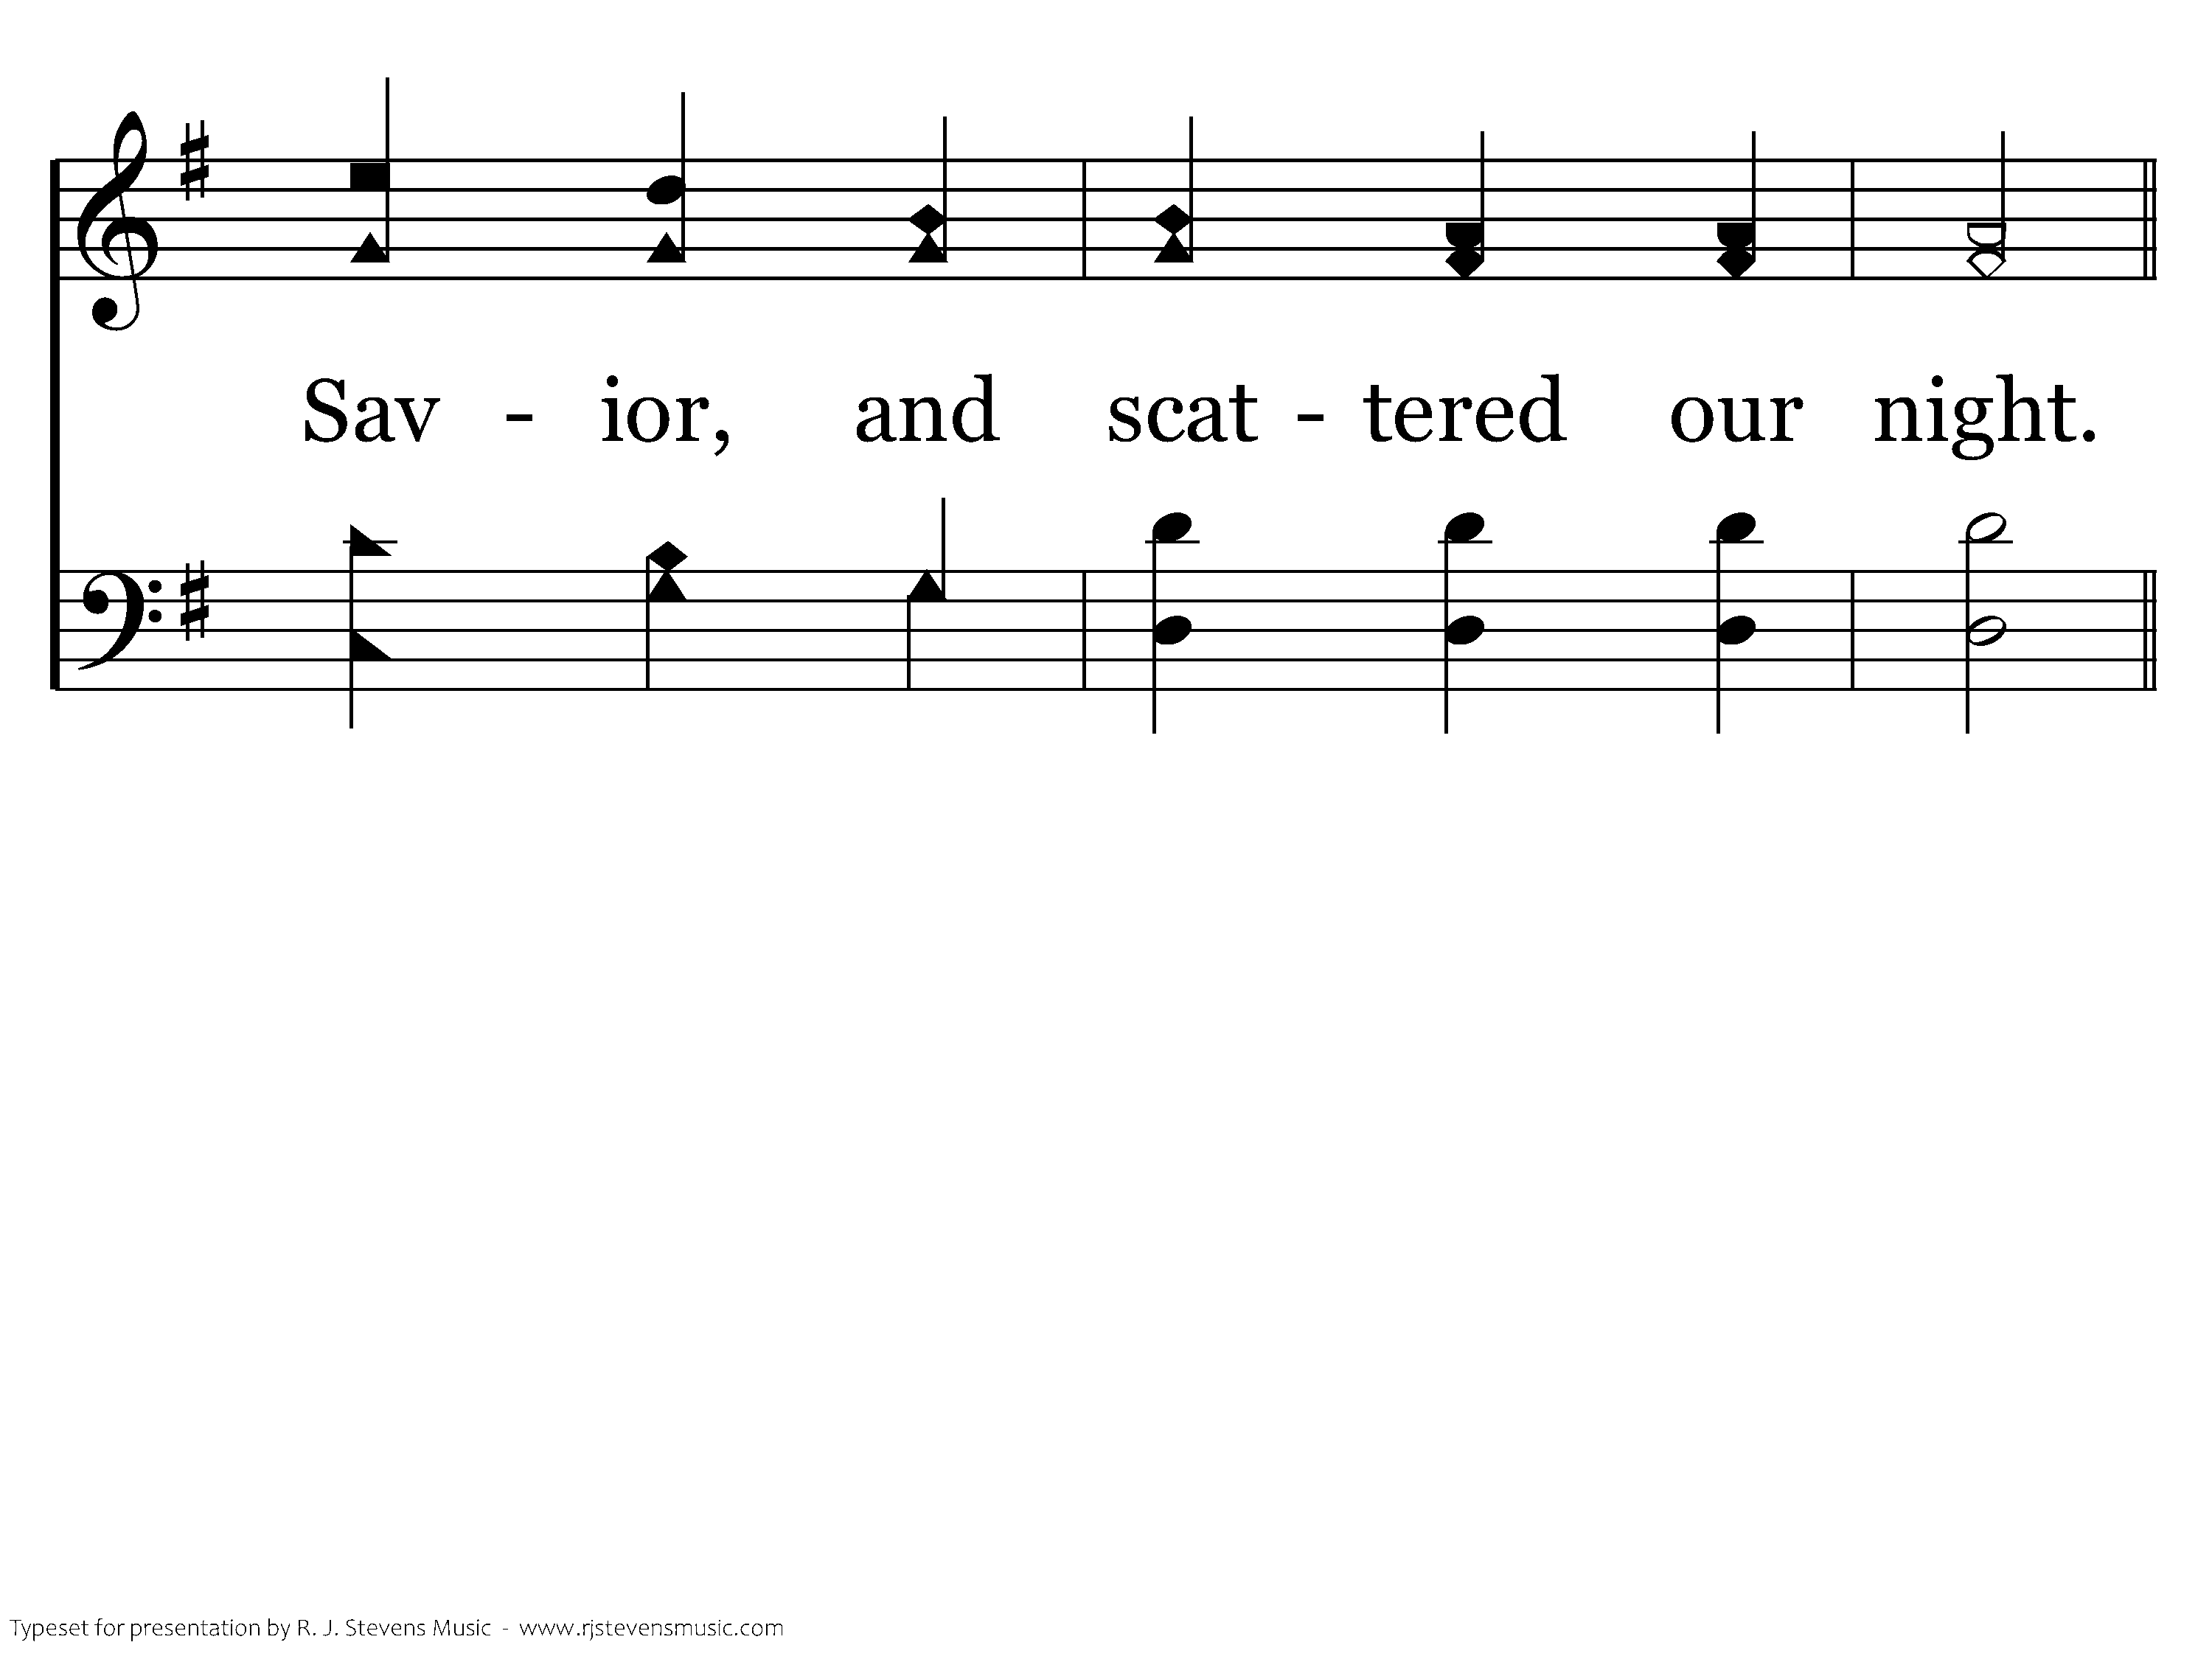 Sav - ior, and scat - tered our night.
Typeset for presentation by R. J. Stevens Music - www.rjstevensmusic.com